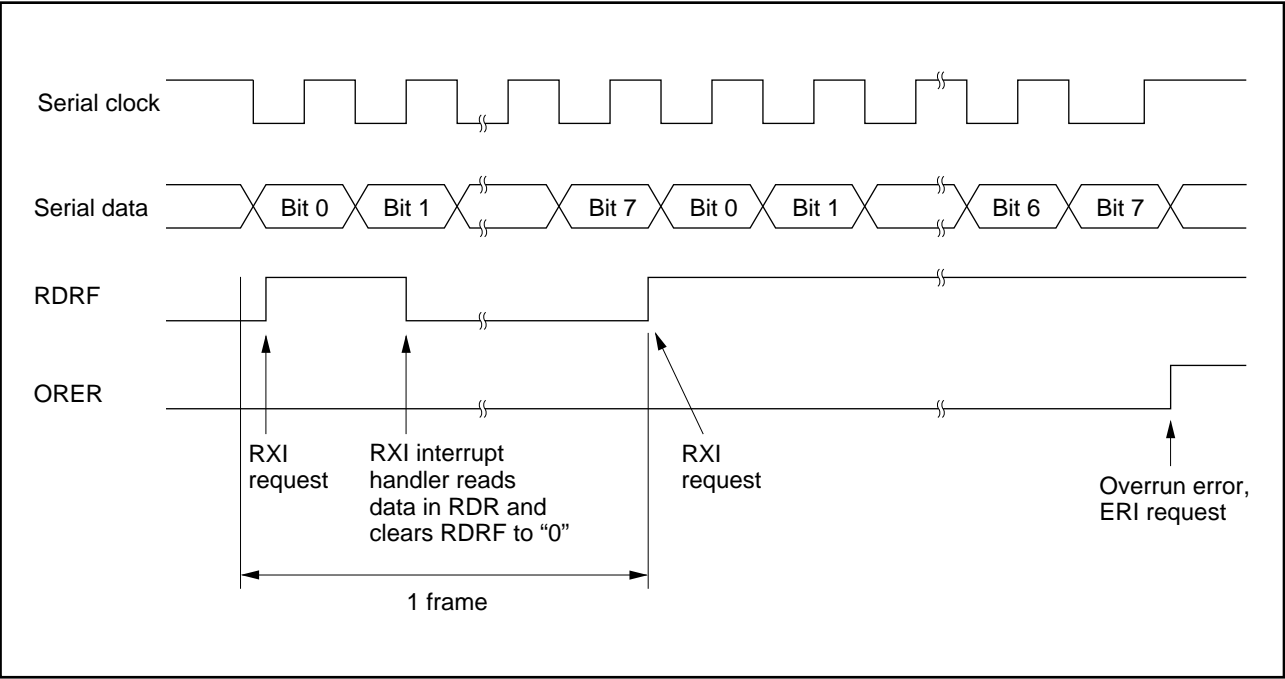 Serial clock
Serial data
Bit 0
Bit 1
Bit 7
Bit 0
Bit 1
Bit 6
Bit 7
RDRF
ORER
RXI
request
RXI interrupt
handler reads
data in RDR and
clears RDRF to “0”
RXI
request
Overrun error,
ERI request
1 frame